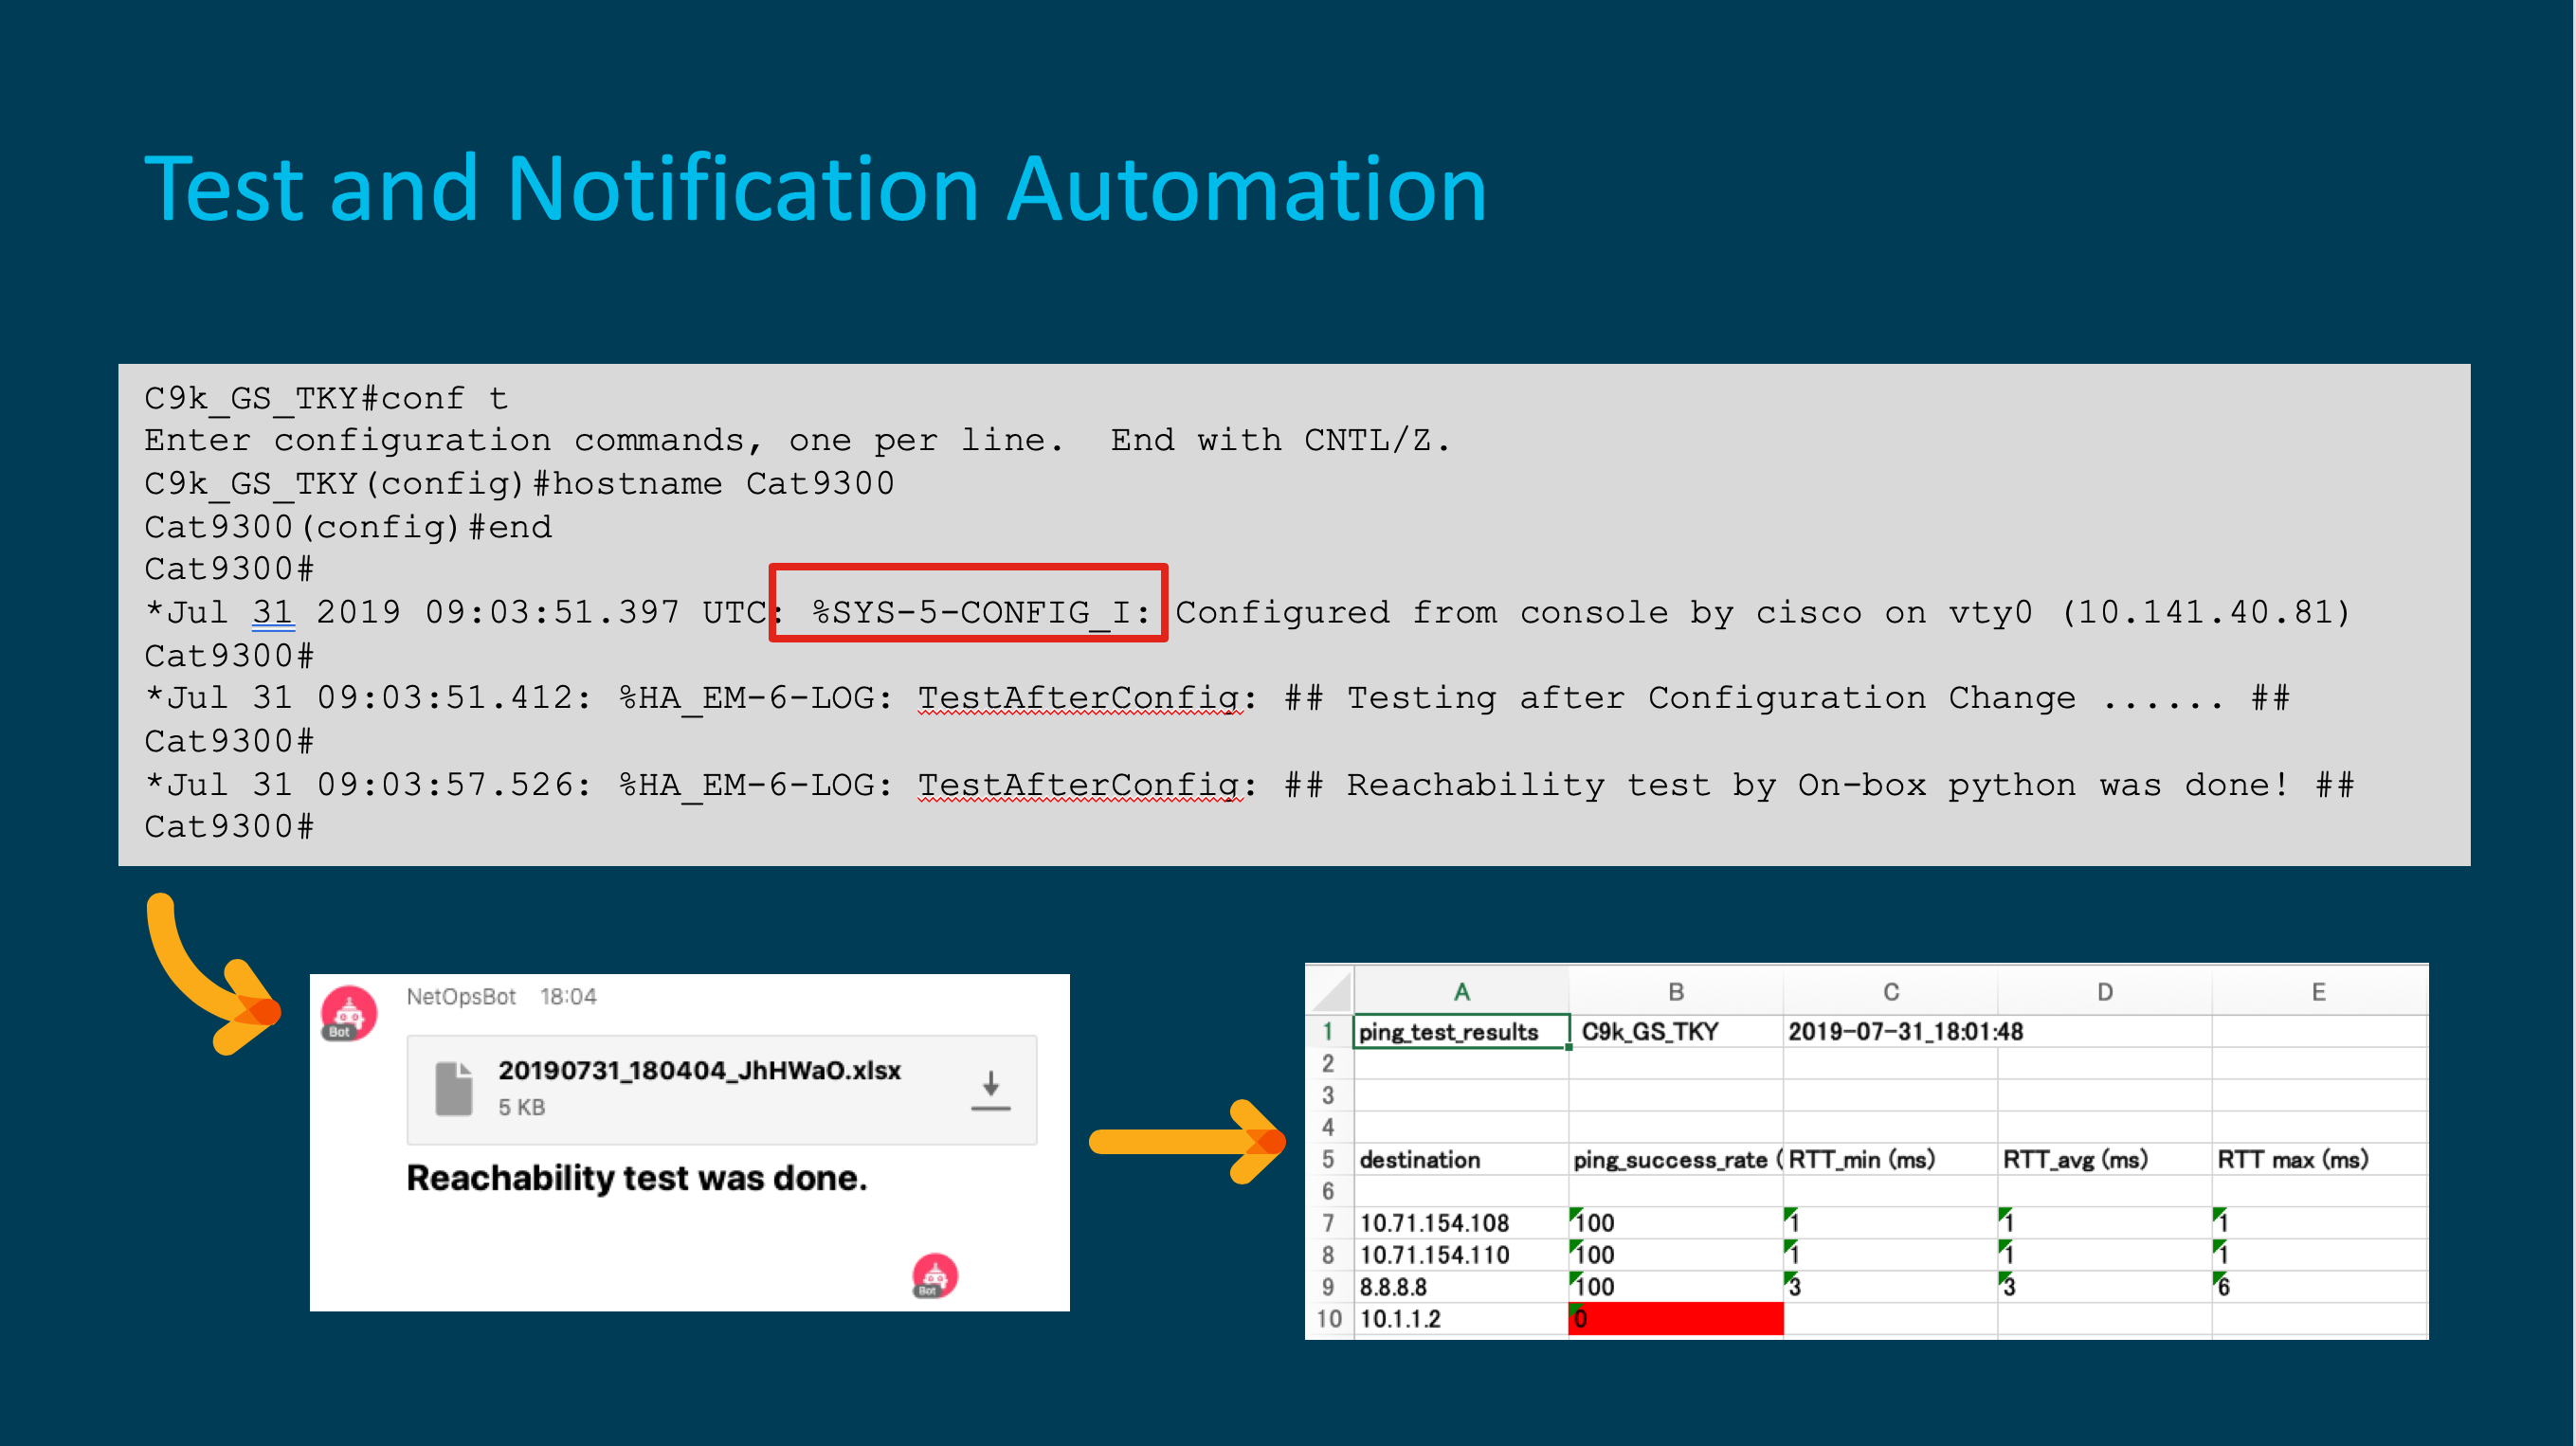 Test and Notification Automation
C9k_GS_TKY#conf t
Enter configuration commands, one per line.  End with CNTL/Z.
C9k_GS_TKY(config)#hostname Cat9300
Cat9300(config)#end
Cat9300#
*Jul 31 2019 09:03:51.397 UTC: %SYS-5-CONFIG_I: Configured from console by cisco on vty0 (10.141.40.81)
Cat9300#
*Jul 31 09:03:51.412: %HA_EM-6-LOG: TestAfterConfig: ## Testing after Configuration Change ...... ##
Cat9300#
*Jul 31 09:03:57.526: %HA_EM-6-LOG: TestAfterConfig: ## Reachability test by On-box python was done! ##
Cat9300#
NetOpsBot 18:04
Bot
20190731_180404_JhHWaO.xlsx
5 KB
Reachability test was done.
Bot
A B C D E
1 ping_test_results C9k_GS_TKY 2019-07-31_18:01:48
2
3
4
5 destination ping_success_rate ( RTT_min (ms) RTT_avg (ms) RTT max (ms)
6
7 10.71.154.108 100 1 1 1
8 10.71.154.110 100 1 1 1
9 8.8.8.8 100 3 3 6
10 10.1.1.2 0